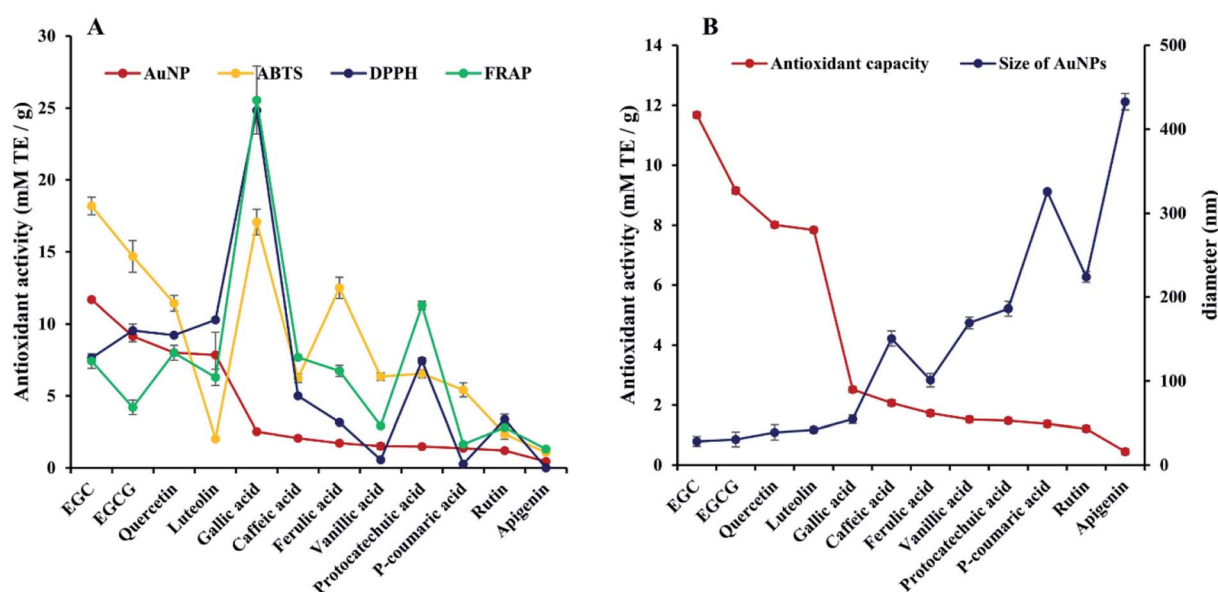 A
AuNP ABTS DPPH FRAP
Antioxidant activity (mM TE / g)
30
25
20
15
10
5
0
EGC
EGCG
Quercetin
Luteolin
Gallic acid
Caffeic acid
Ferulic acid
Vanillic acid
Protocatechuic acid
P-coumaric acid
Rutin
Apigenin
B
Antioxidant capacity Size of AuNPs
Antioxidant activity (mM TE / g)
14
12
10
8
6
4
2
0
500
400
300
200
100
0
diameter (nm)
EGC
EGCG
Quercetin
Luteolin
Gallic acid
Caffeic acid
Ferulic acid
Vanillic acid
Protocatechuic acid
P-coumaric acid
Rutin
Apigenin